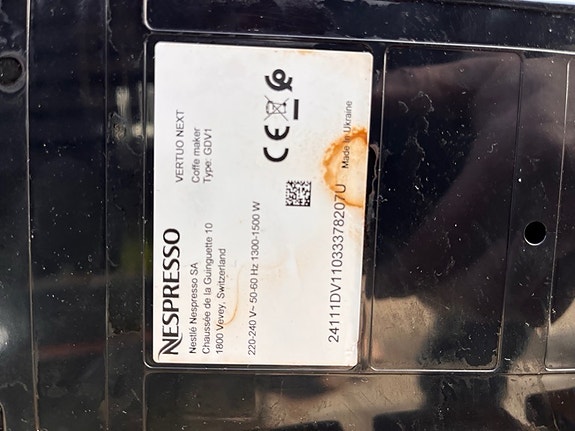 NESPRESSO
Nestlé Nespresso SA
Chaussée de la Guinguette 10
1800 Vevey, Switzerland
VERTUO NEXT
Coffe maker
Type: GDV1
220-240 V~ 50-60 Hz 1300-1500 W
CE
24111DV11033378207U
Made in Ukraine